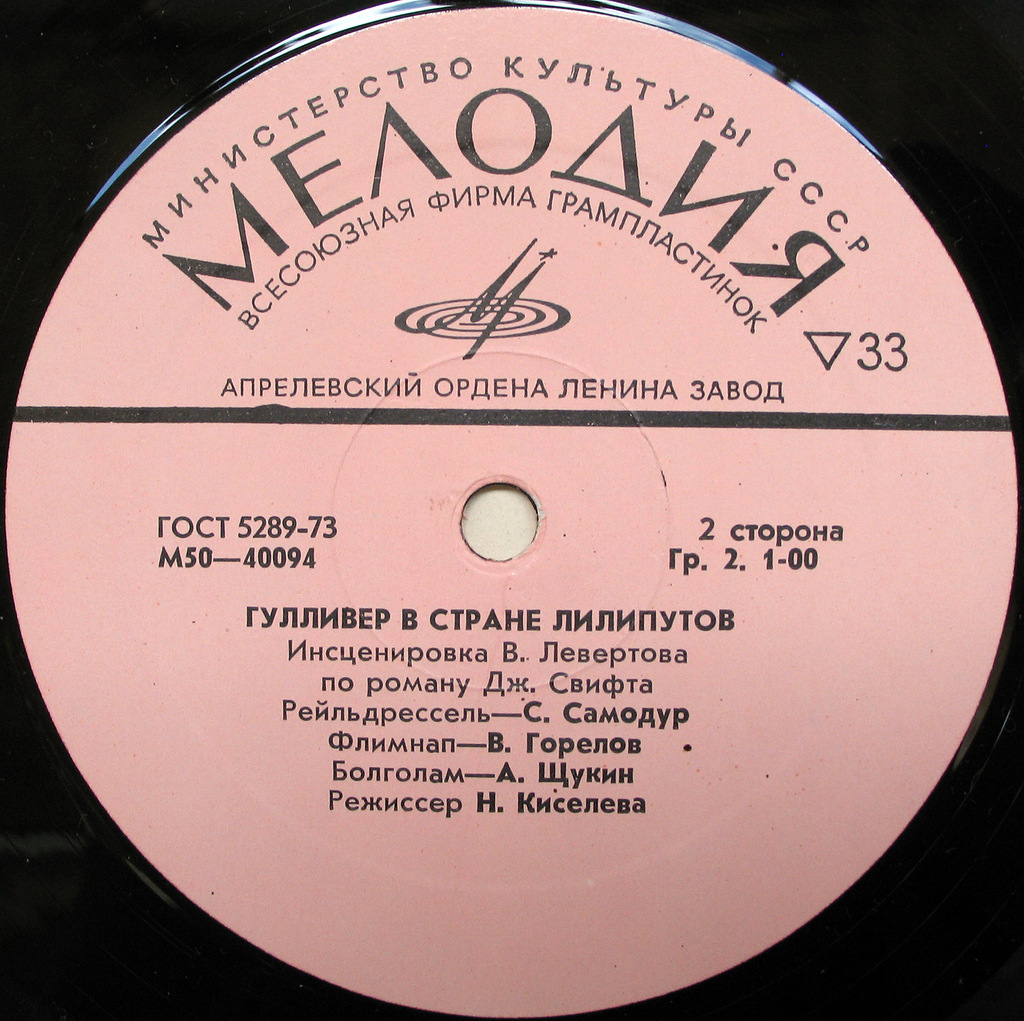 МИНИСТЕРСТВО КУЛЬТУРЫ СССР
МЕЛОДИЯ
ВСЕСОЮЗНАЯ ФИРМА ГРАМПЛАСТИНОК
▽33
АПРЕЛЕВСКИЙ ОРДЕНА ЛЕНИНА ЗАВОД
ГОСТ 5289-73
М50—40094
2 сторона
Гр. 2. 1-00
ГУЛЛИВЕР В СТРАНЕ ЛИЛИПУТОВ
Инсценировка В. Левертова
по роману Дж. Свифта
Рейльдрессель—С. Самодур
Флимнап—В. Горелов
Болголам—А. Щукин
Режиссер Н. Киселева